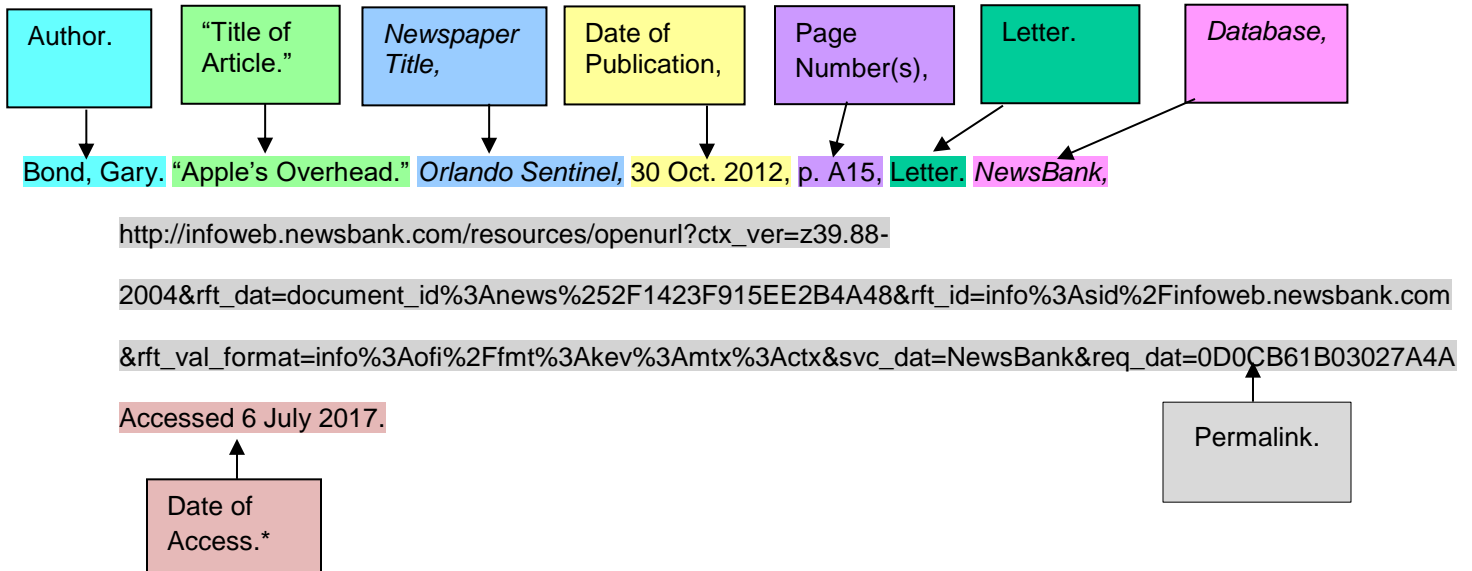 Author.
“Title of
Article.”
Newspaper
Title,
Date of
Publication,
Page
Number(s),
Letter.
Database,
Bond, Gary. “Apple’s Overhead.” Orlando Sentinel, 30 Oct. 2012, p. A15, Letter. NewsBank,
http://infoweb.newsbank.com/resources/openurl?ctx_ver=z39.88-
2004&rft_dat=document_id%3Anews%252F1423F915EE2B4A48&rft_id=info%3Asid%2Finfoweb.newsbank.com
&rft_val_format=info%3Aofi%2Ffmt%3Akev%3Amtx%3Actx&svc_dat=NewsBank&req_dat=0D0CB61B03027A4A
Accessed 6 July 2017.
Permalink.
Date of
Access.*